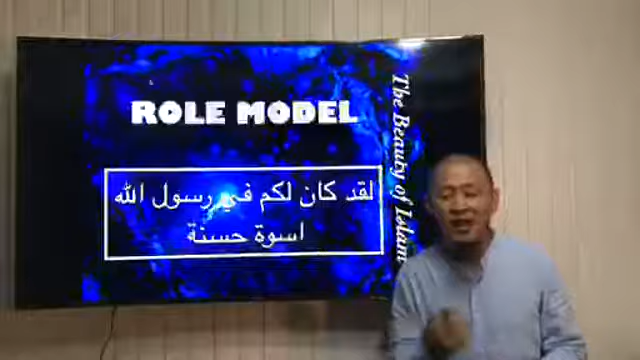 ROLE MODEL
لقد كان لكم في رسول الله
اسوة حسنة
The Beauty of Islam